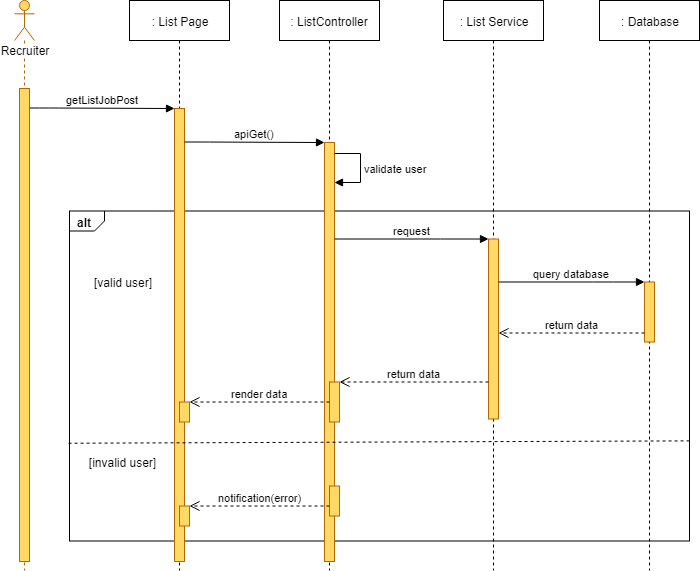 : List Page
: ListController
: List Service
: Database
Recruiter
getListJobPost
apiGet()
validate user
alt
request
[valid user]
query database
return data
return data
render data
[invalid user]
notification(error)